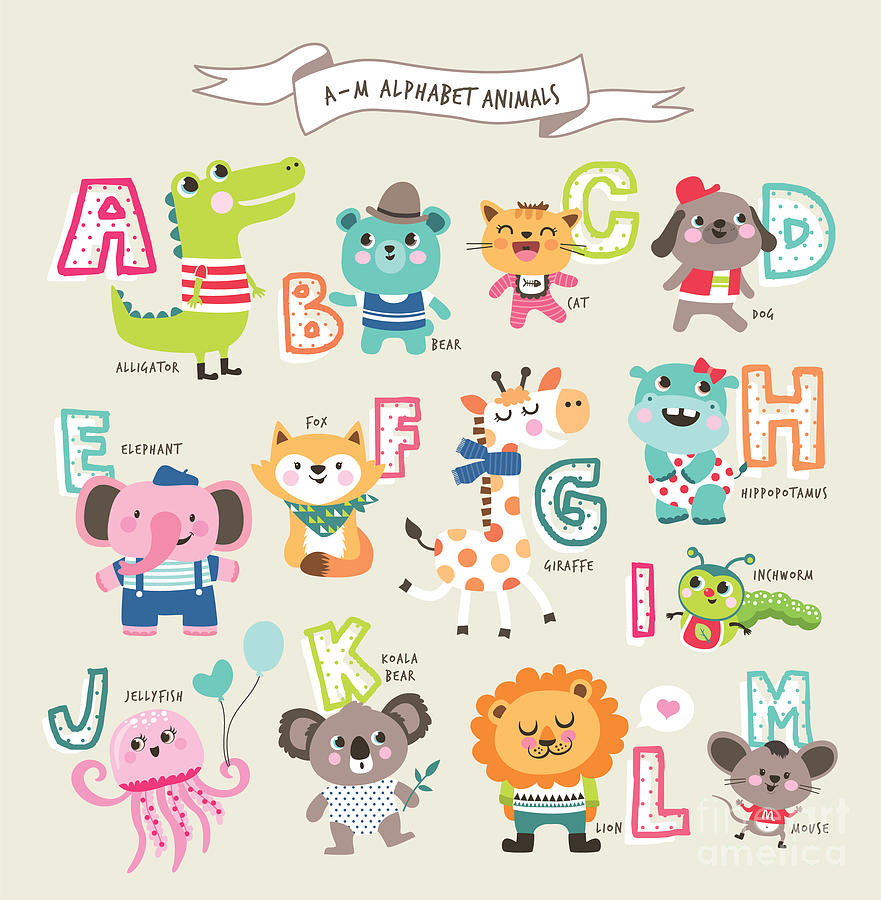 A-M ALPHABET ANIMALS
A
ALLIGATOR
B
BEAR
C
CAT
D
DOG
E
ELEPHANT
F
FOX
G
GIRAFFE
H
HIPPOPOTAMUS
I
INCHWORM
J
JELLYFISH
K
KOALA
BEAR
L
LION
M
M
MOUSE
fine art
america